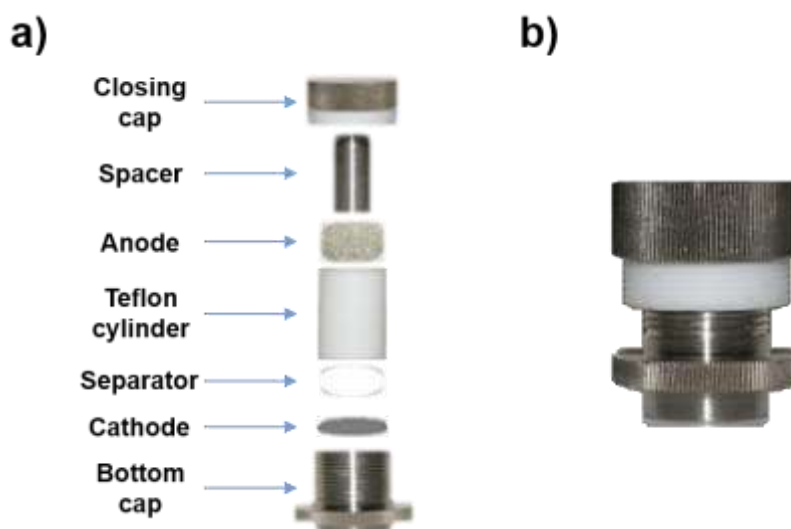 a)
b)
Closing
cap
Spacer
Anode
Teflon
cylinder
Separator
Cathode
Bottom
cap